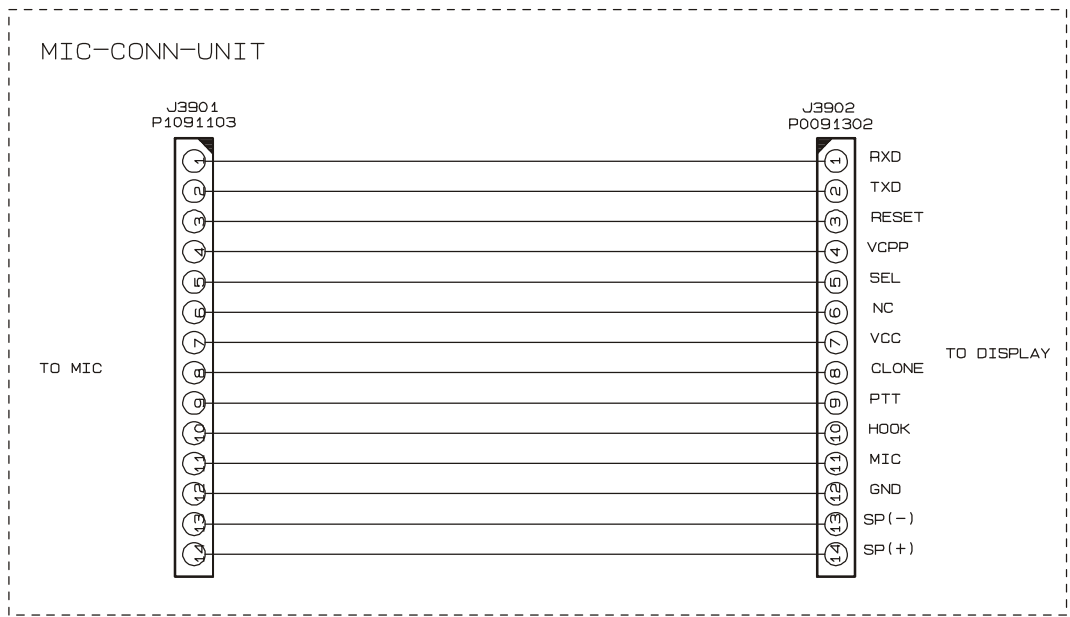 MIC-CONN-UNIT
J3901
P1091103
J3902
P0091302
1 1 RXD
2 2 TXD
3 3 RESET
4 4 VCPP
5 5 SEL
6 6 NC
7 7 VCC
TO DISPLAY
TO MIC
8 8 CLONE
9 9 PTT
10 10 HOOK
11 11 MIC
12 12 GND
13 13 SP(-)
14 14 SP(+)